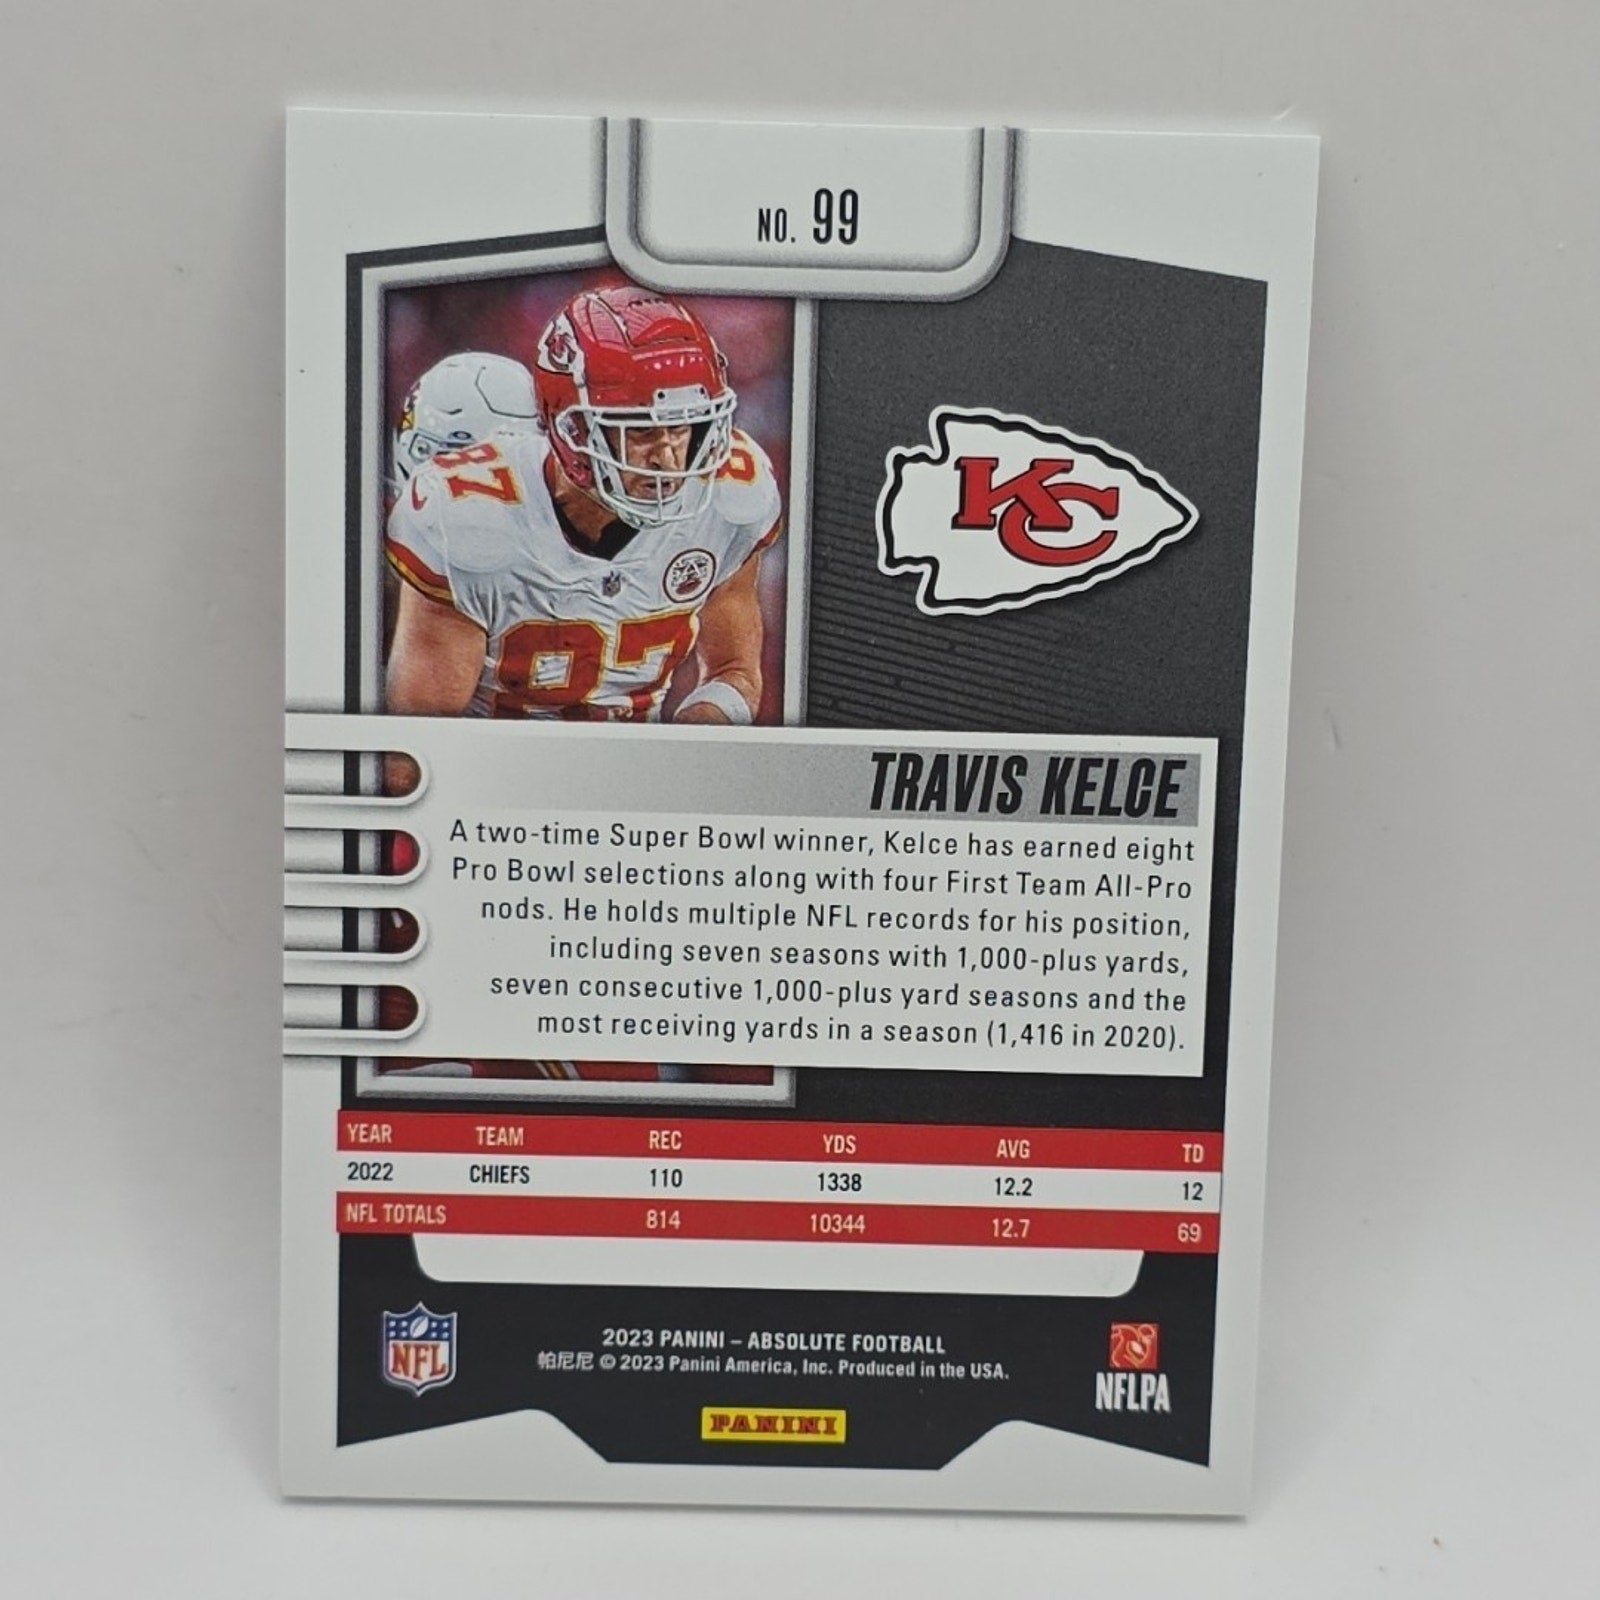 NO. 99
87
87
KC
TRAVIS KELCE
A two-time Super Bowl winner, Kelce has earned eight
Pro Bowl selections along with four First Team All-Pro
nods. He holds multiple NFL records for his position,
including seven seasons with 1,000-plus yards,
seven consecutive 1,000-plus yard seasons and the
most receiving yards in a season (1,416 in 2020).
YEAR TEAM REC YDS AVG TD
2022 CHIEFS 110 1338 12.2 12
NFL TOTALS 814 10344 12.7 69
NFL
2023 PANINI – ABSOLUTE FOOTBALL
帕尼尼 © 2023 Panini America, Inc. Produced in the USA.
NFLPA
PANINI